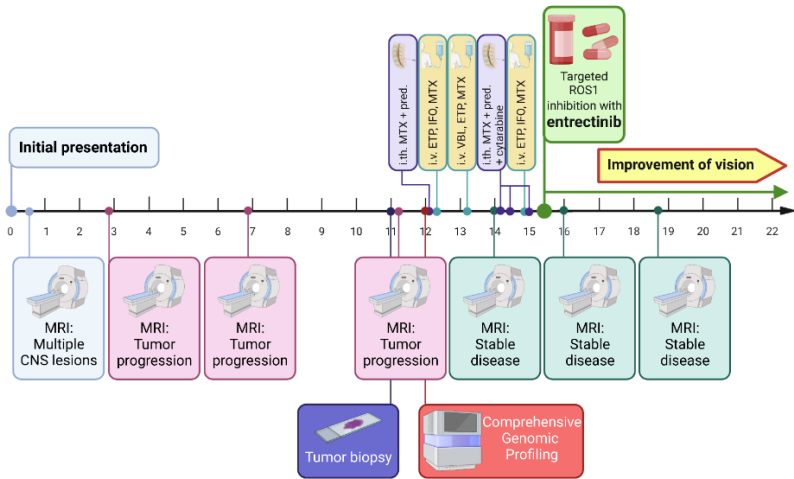 Initial presentation
i.th. MTX + pred.
i.v. ETP, IFO, MTX
i.v. VBL, ETP, MTX
i.th. MTX + pred.
+ cytarabine
i.v. ETP, IFO, MTX
Targeted
ROS1
inhibition with
entrectinib
Improvement of vision
0 1 2 3 4 5 6 7 8 9 10 11 12 13 14 15 16 17 18 19 20 21 22
MRI:
Multiple
CNS lesions
MRI:
Tumor
progression
MRI:
Tumor
progression
MRI:
Tumor
progression
MRI:
Stable
disease
MRI:
Stable
disease
MRI:
Stable
disease
Tumor biopsy
Comprehensive
Genomic
Profiling